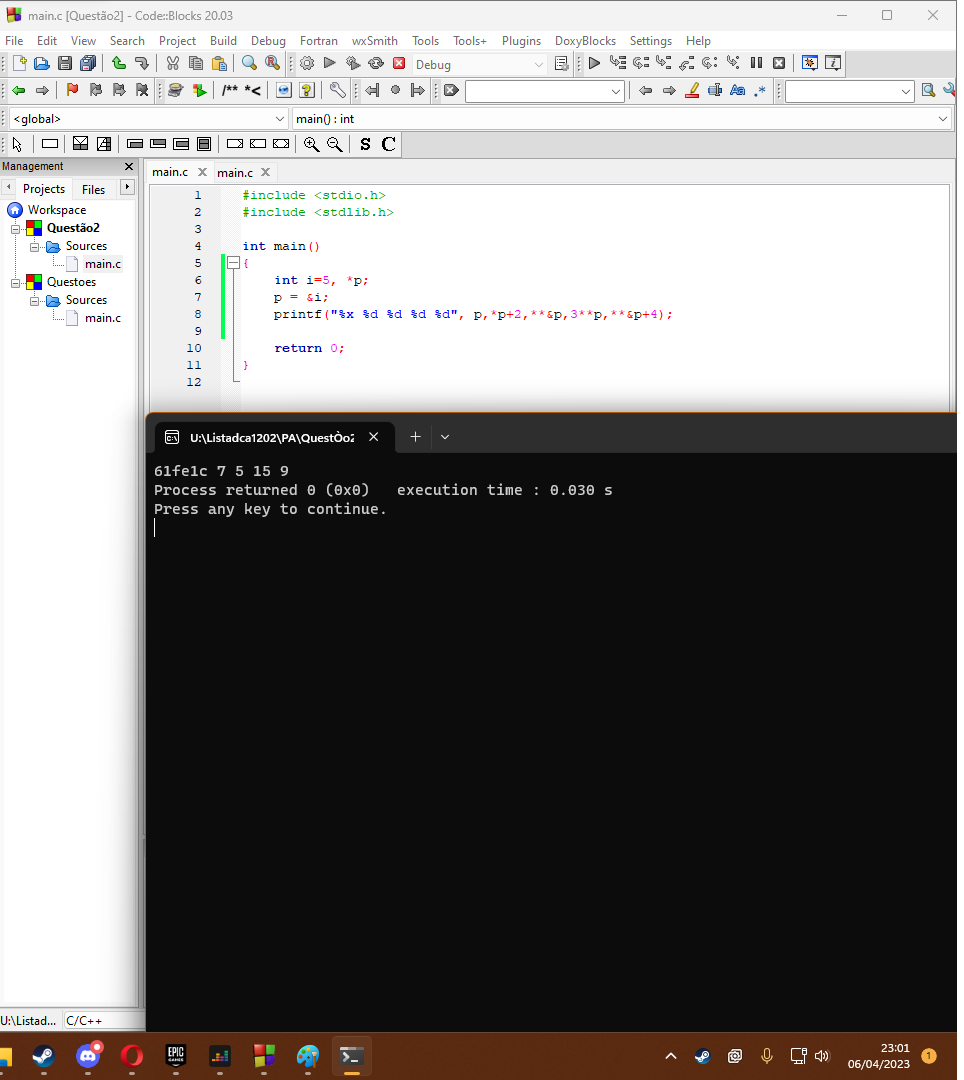 main.c [Questão2] - Code::Blocks 20.03
File Edit View Search Project Build Debug Fortran wxSmith Tools Tools+ Plugins DoxyBlocks Settings Help
Debug
/** *<
Aa .*
<global> main() : int
S C
Management
Projects Files
main.c main.c
Workspace
Questão2
Sources
main.c
Questoes
Sources
main.c
1 #include <stdio.h>
2 #include <stdlib.h>
3
4 int main()
5 {
6 int i=5, *p;
7 p = &i;
8 printf("%x %d %d %d %d", p,*p+2,**&p,3**p,**&p+4);
9
10 return 0;
11 }
12
U:\Listadca1202\PA\QuestÒo2
61fe1c 7 5 15 9
Process returned 0 (0x0)   execution time : 0.030 s
Press any key to continue.
U:\Listad... C/C++
EPIC GAMES
23:01
06/04/2023
1